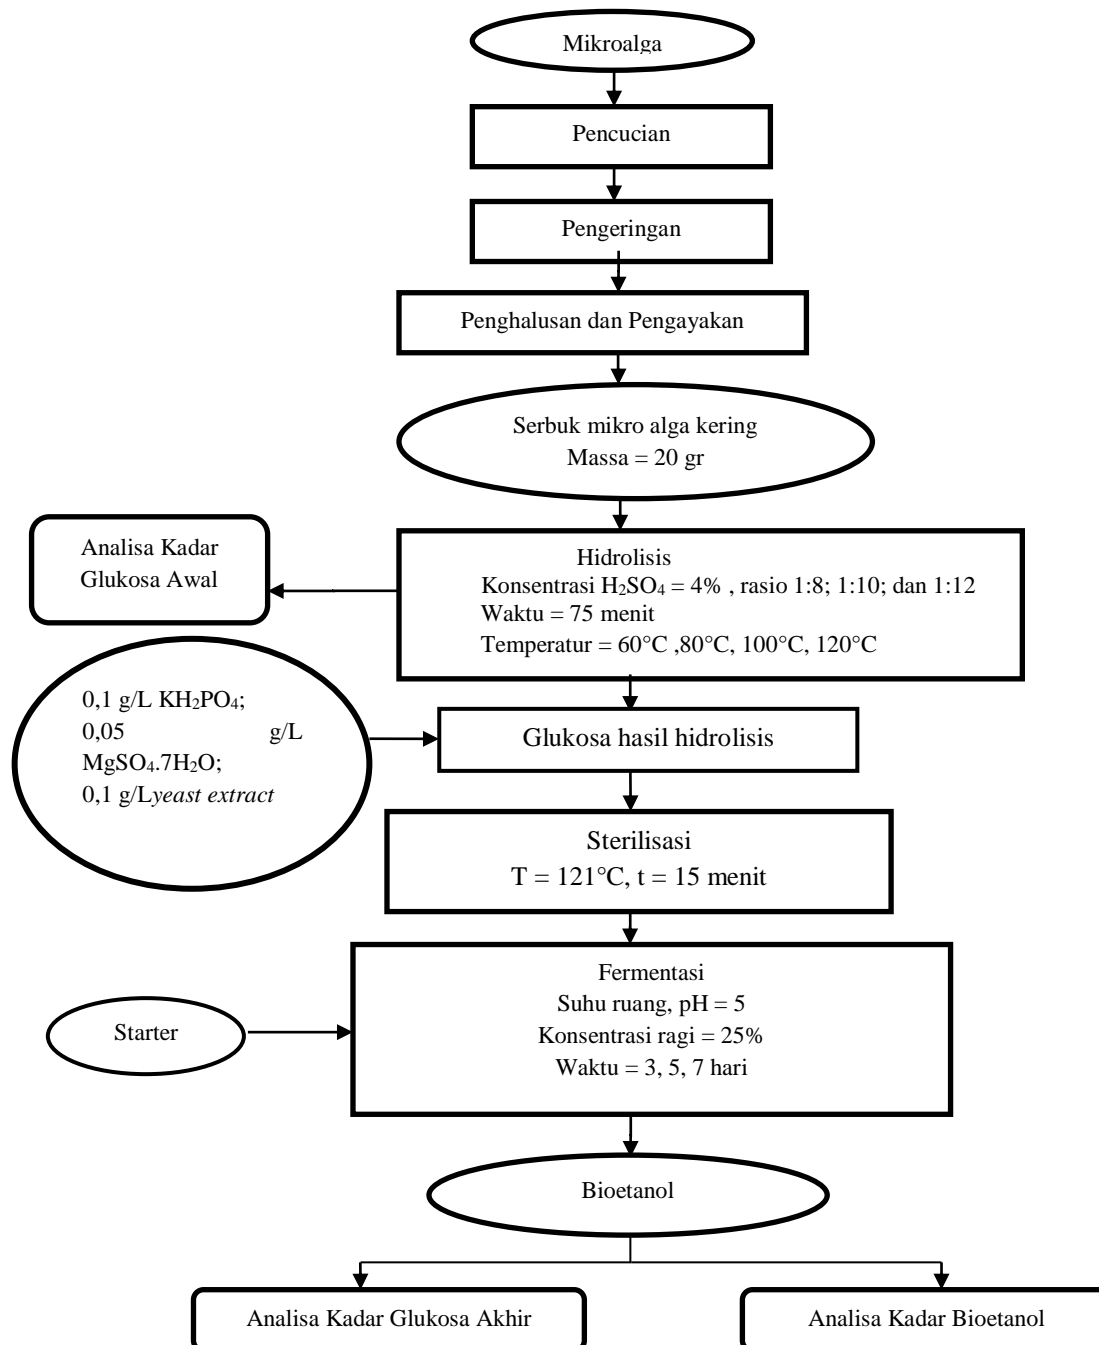 Mikroalga
Pencucian
Pengeringan
Penghalusan dan Pengayakan
Serbuk mikro alga kering
Massa = 20 gr
Analisa Kadar
Glukosa Awal
Hidrolisis
Konsentrasi H₂SO₄ = 4% , rasio 1:8; 1:10; dan 1:12
Waktu = 75 menit
Temperatur = 60°C ,80°C, 100°C, 120°C
0,1 g/L KH₂PO₄;
0,05 g/L
MgSO₄.7H₂O;
0,1 g/Lyeast extract
Glukosa hasil hidrolisis
Sterilisasi
T = 121°C, t = 15 menit
Fermentasi
Suhu ruang, pH = 5
Konsentrasi ragi = 25%
Waktu = 3, 5, 7 hari
Starter
Bioetanol
Analisa Kadar Glukosa Akhir
Analisa Kadar Bioetanol